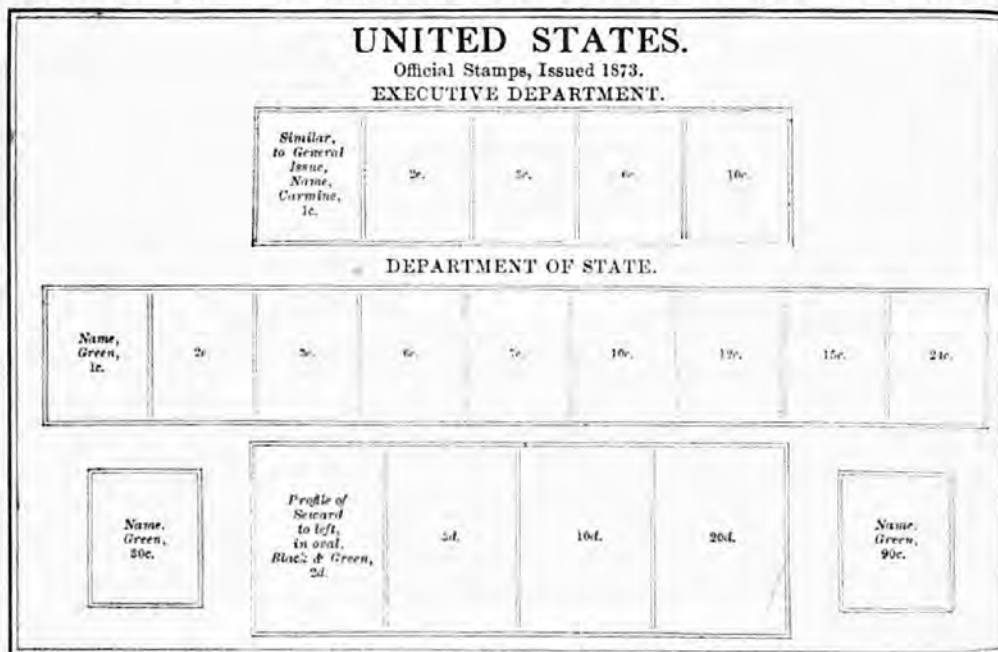 UNITED STATES.
Official Stamps, Issued 1873.
EXECUTIVE DEPARTMENT.
Similar,
to General
Issue,
Name,
Carmine,
1c.
2c.
3c.
6c.
10c.
DEPARTMENT OF STATE.
Name,
Green,
1c.
2c
3c.
6c.
7c.
10c.
12c.
15c.
24c.
Name.
Green,
30c.
Profile of
Seward
to left,
in oval.
Black & Green,
2d.
5d.
10d.
20d.
Name.
Green,
90c.